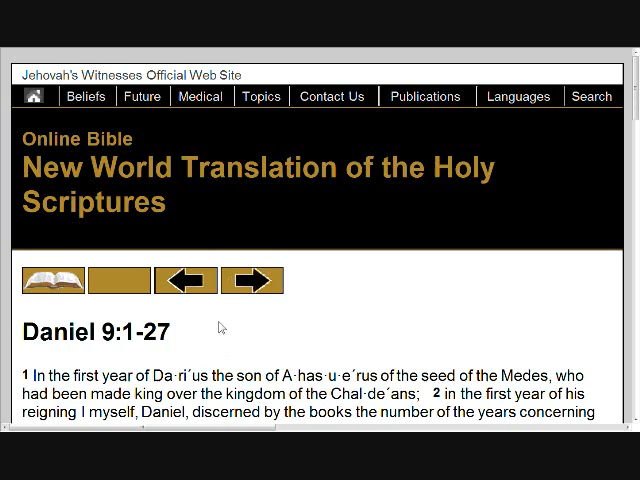 Jehovah's Witnesses Official Web Site
Beliefs Future Medical Topics Contact Us Publications Languages Search
Online Bible
New World Translation of the Holy
Scriptures
Daniel 9:1-27
1 In the first year of Da·ri´us the son of A·has·u·e´rus of the seed of the Medes, who
had been made king over the kingdom of the Chal·de´ans; 2 in the first year of his
reigning I myself, Daniel, discerned by the books the number of the years concerning